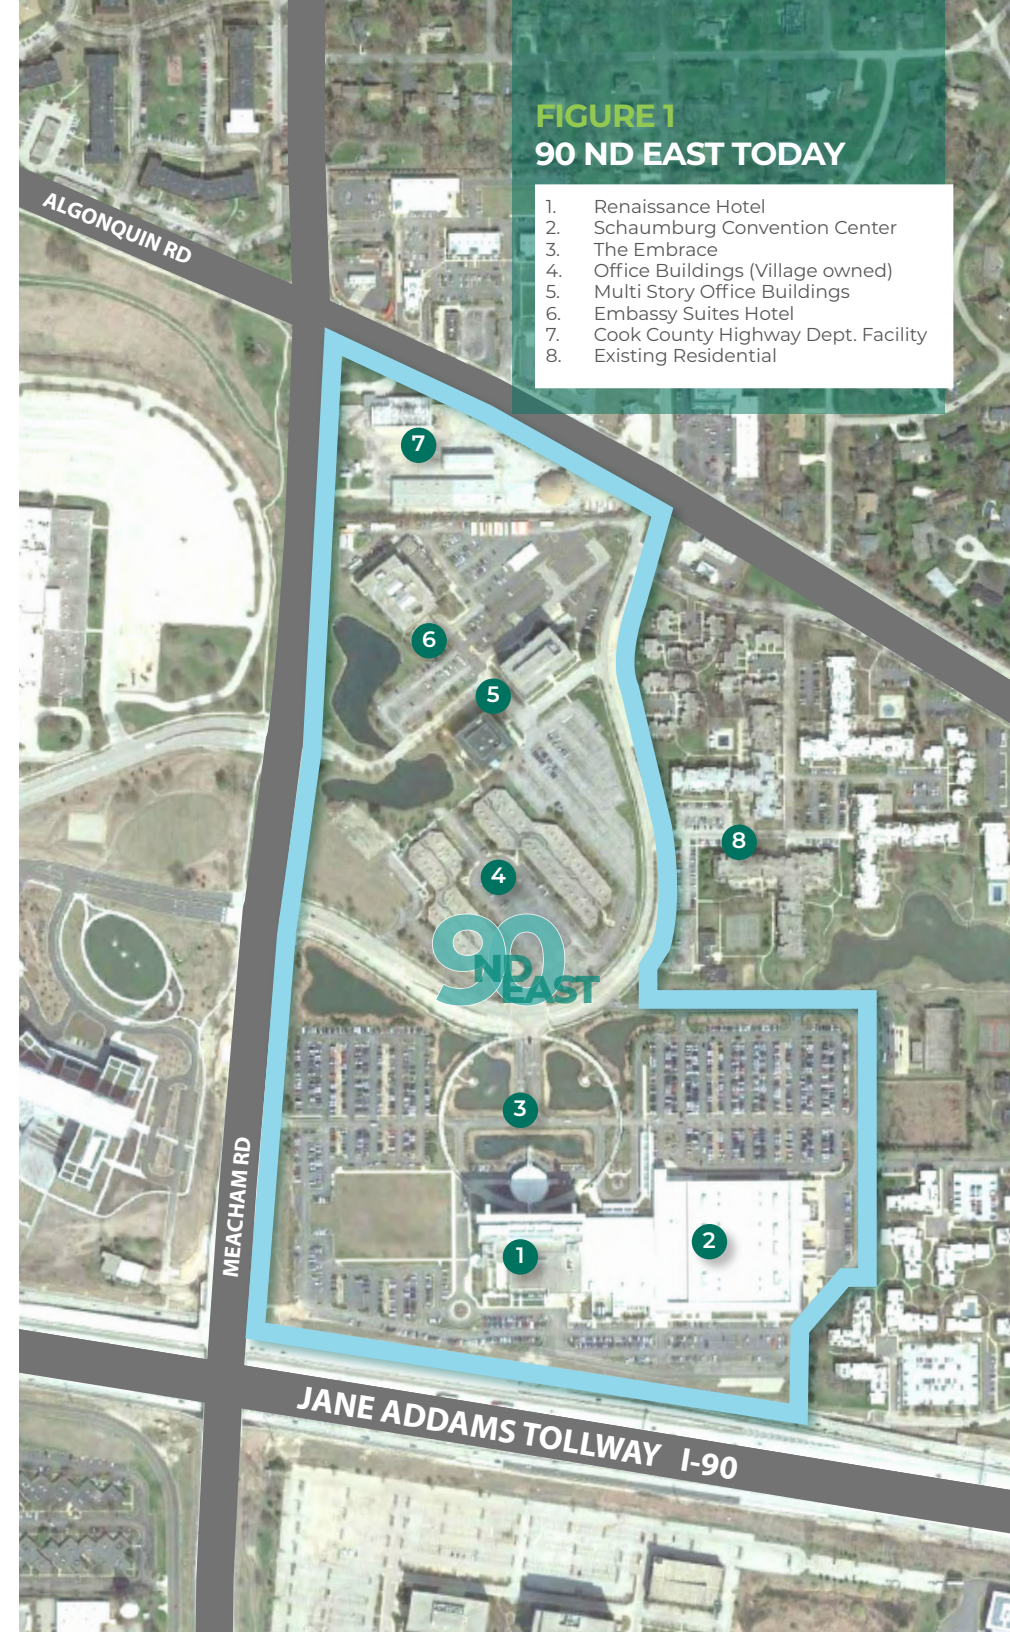 FIGURE 1
90 ND EAST TODAY
1. Renaissance Hotel
2. Schaumburg Convention Center
3. The Embrace
4. Office Buildings (Village owned)
5. Multi Story Office Buildings
6. Embassy Suites Hotel
7. Cook County Highway Dept. Facility
8. Existing Residential
ALGONQUIN RD
7
6
5
8
4
90
ND
EAST
3
MEACHAM RD
2
1
JANE ADDAMS TOLLWAY I-90